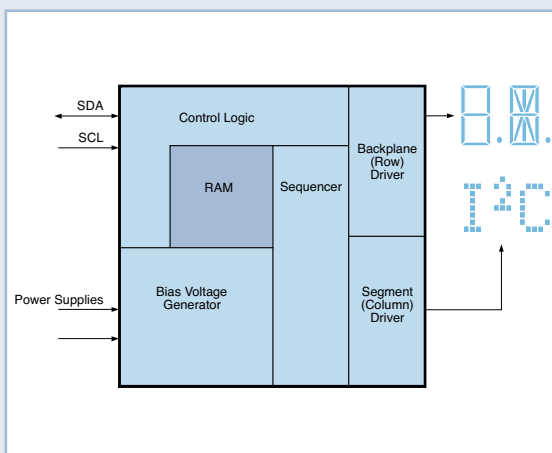 SDA
SCL
Control Logic
RAM
Sequencer
Backplane
(Row)
Driver
Power Supplies
Bias Voltage
Generator
Segment
(Column)
Driver
8.8.
I²C